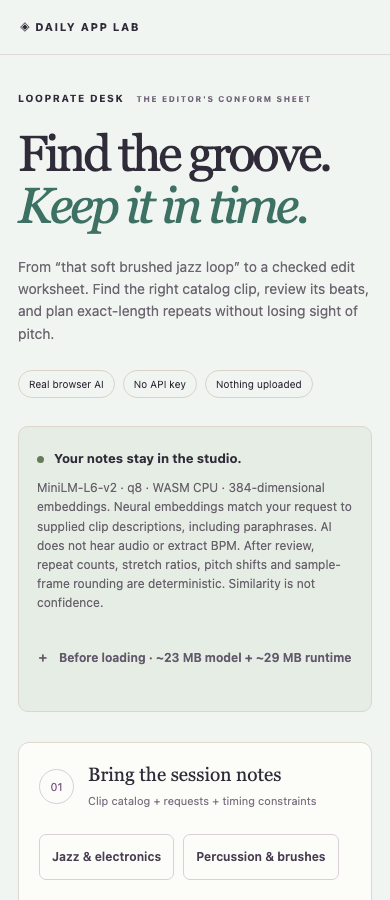 ◈ DAILY APP LAB
LOOPRATE DESK THE EDITOR'S CONFORM SHEET
Find the groove.
Keep it in time.
From “that soft brushed jazz loop” to a checked edit
worksheet. Find the right catalog clip, review its beats,
and plan exact-length repeats without losing sight of
pitch.
Real browser AI No API key Nothing uploaded
Your notes stay in the studio.
MiniLM-L6-v2 · q8 · WASM CPU · 384-dimensional
embeddings. Neural embeddings match your request to
supplied clip descriptions, including paraphrases. AI
does not hear audio or extract BPM. After review,
repeat counts, stretch ratios, pitch shifts and sample-
frame rounding are deterministic. Similarity is not
confidence.
+ Before loading · ~23 MB model + ~29 MB runtime
01 Bring the session notes
Clip catalog + requests + timing constraints
Jazz & electronics Percussion & brushes